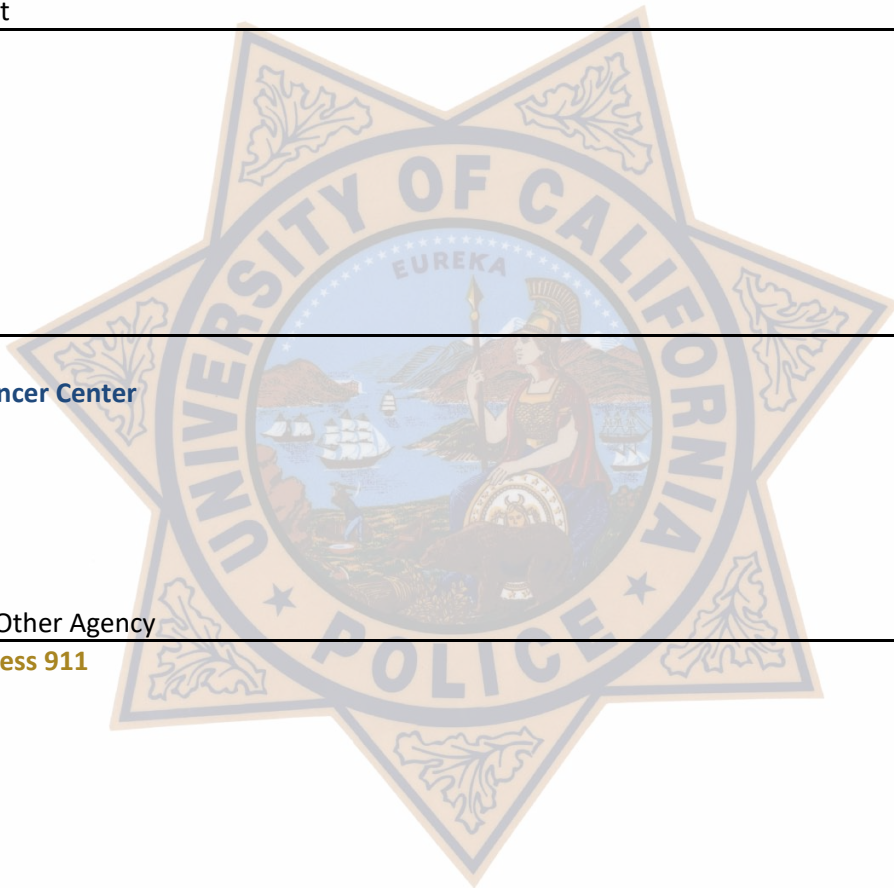 t
UNIVERSITY OF CALIFORNIA
EUREKA
ncer Center
Other Agency
POLICE
ess 911